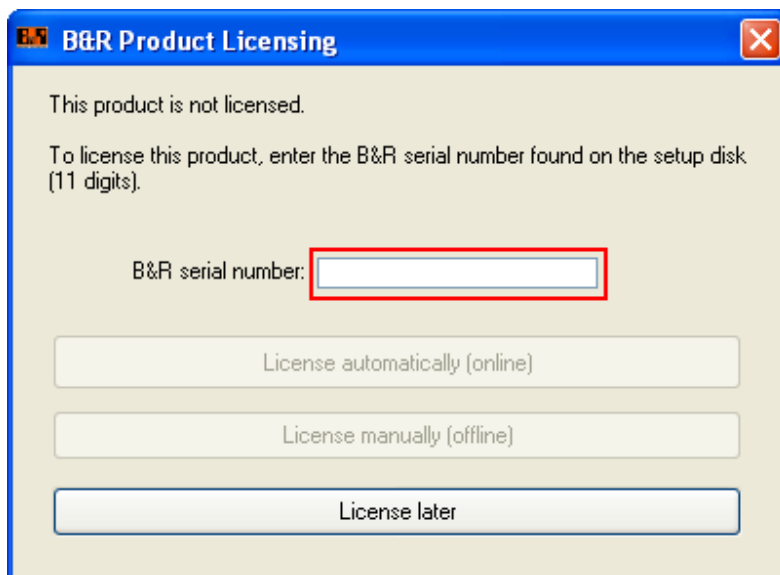 B&R B&R Product Licensing
This product is not licensed.
To license this product, enter the B&R serial number found on the setup disk
(11 digits).
B&R serial number:
License automatically (online)
License manually (offline)
License later